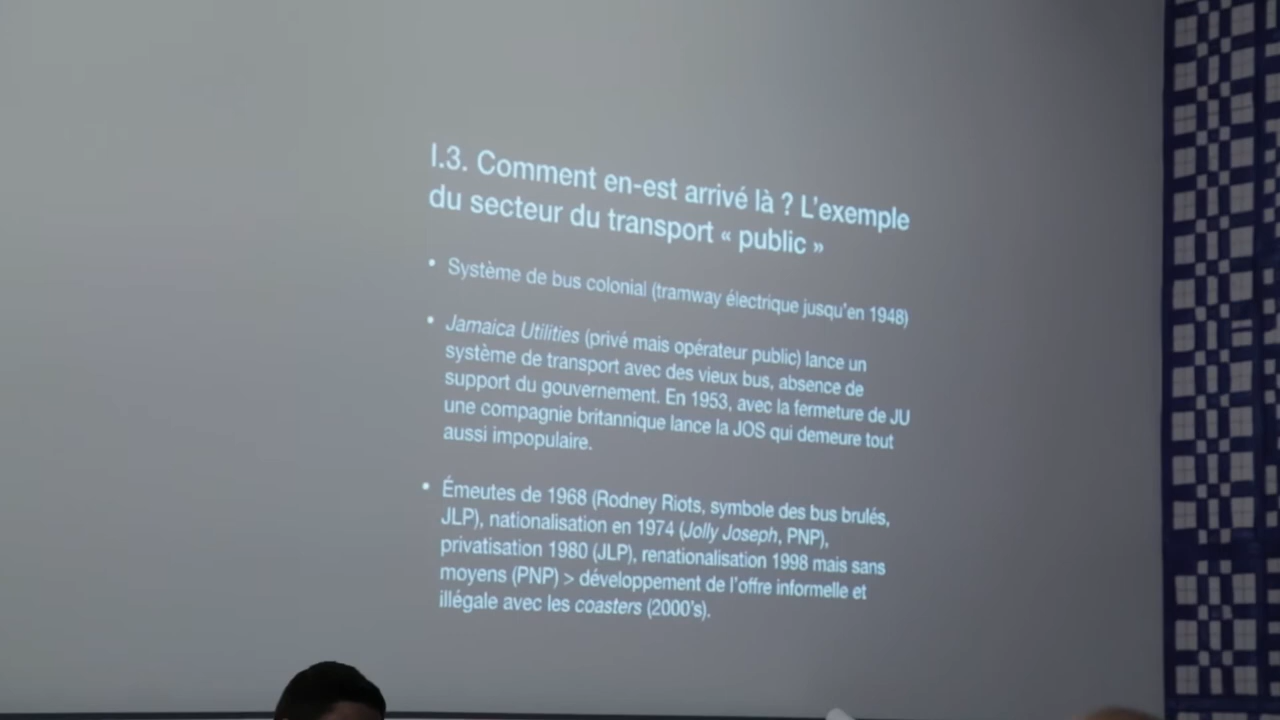 I.3. Comment en-est arrivé là ? L'exemple
du secteur du transport « public »
• Système de bus colonial (tramway électrique jusqu'en 1948)
• Jamaica Utilities (privé mais opérateur public) lance un
système de transport avec des vieux bus, absence de
support du gouvernement. En 1953, avec la fermeture de JU
une compagnie britannique lance la JOS qui demeure tout
aussi impopulaire.
• Émeutes de 1968 (Rodney Riots, symbole des bus brulés,
JLP), nationalisation en 1974 (Jolly Joseph, PNP),
privatisation 1980 (JLP), renationalisation 1998 mais sans
moyens (PNP) > développement de l'offre informelle et
illégale avec les coasters (2000's).